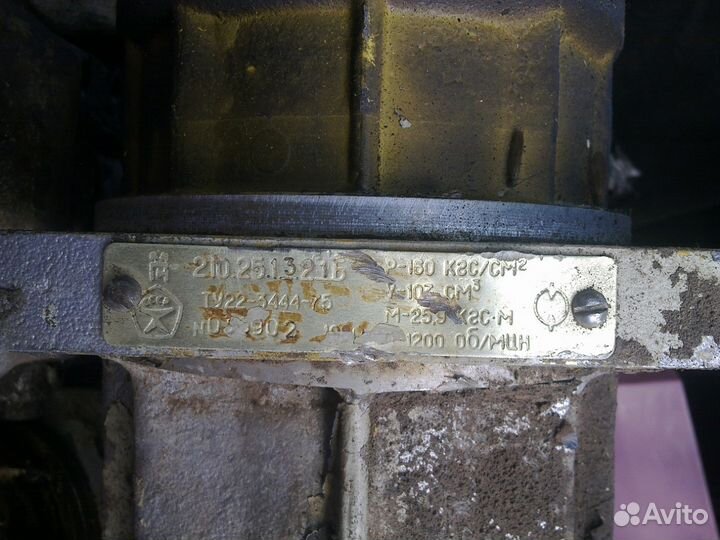 210.25.13.21Б
ТУ22-3444-75
Р-160 КГС/СМ²
V-107 СМ³
М-25,9 КГС·М
1200 ОБ/МИН
Avito